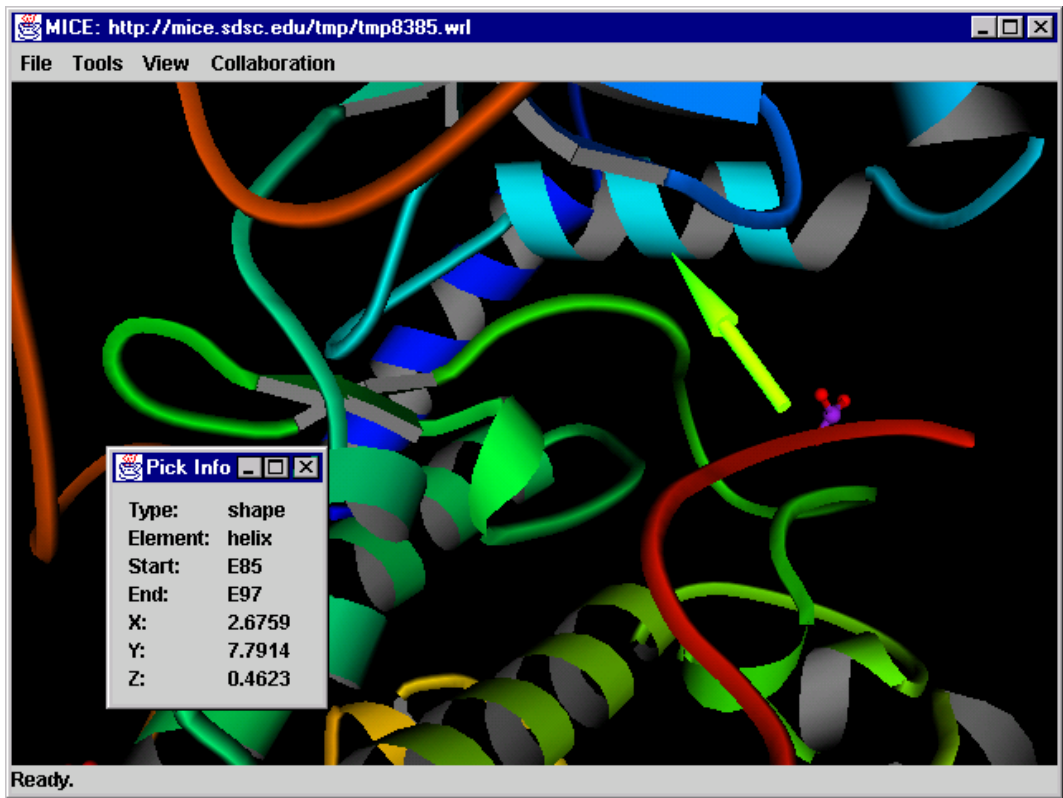 MICE: http://mice.sdsc.edu/tmp/tmp8385.wrl
File Tools View Collaboration
Pick Info
Type: shape
Element: helix
Start: E85
End: E97
X: 2.6759
Y: 7.7914
Z: 0.4623
Ready.